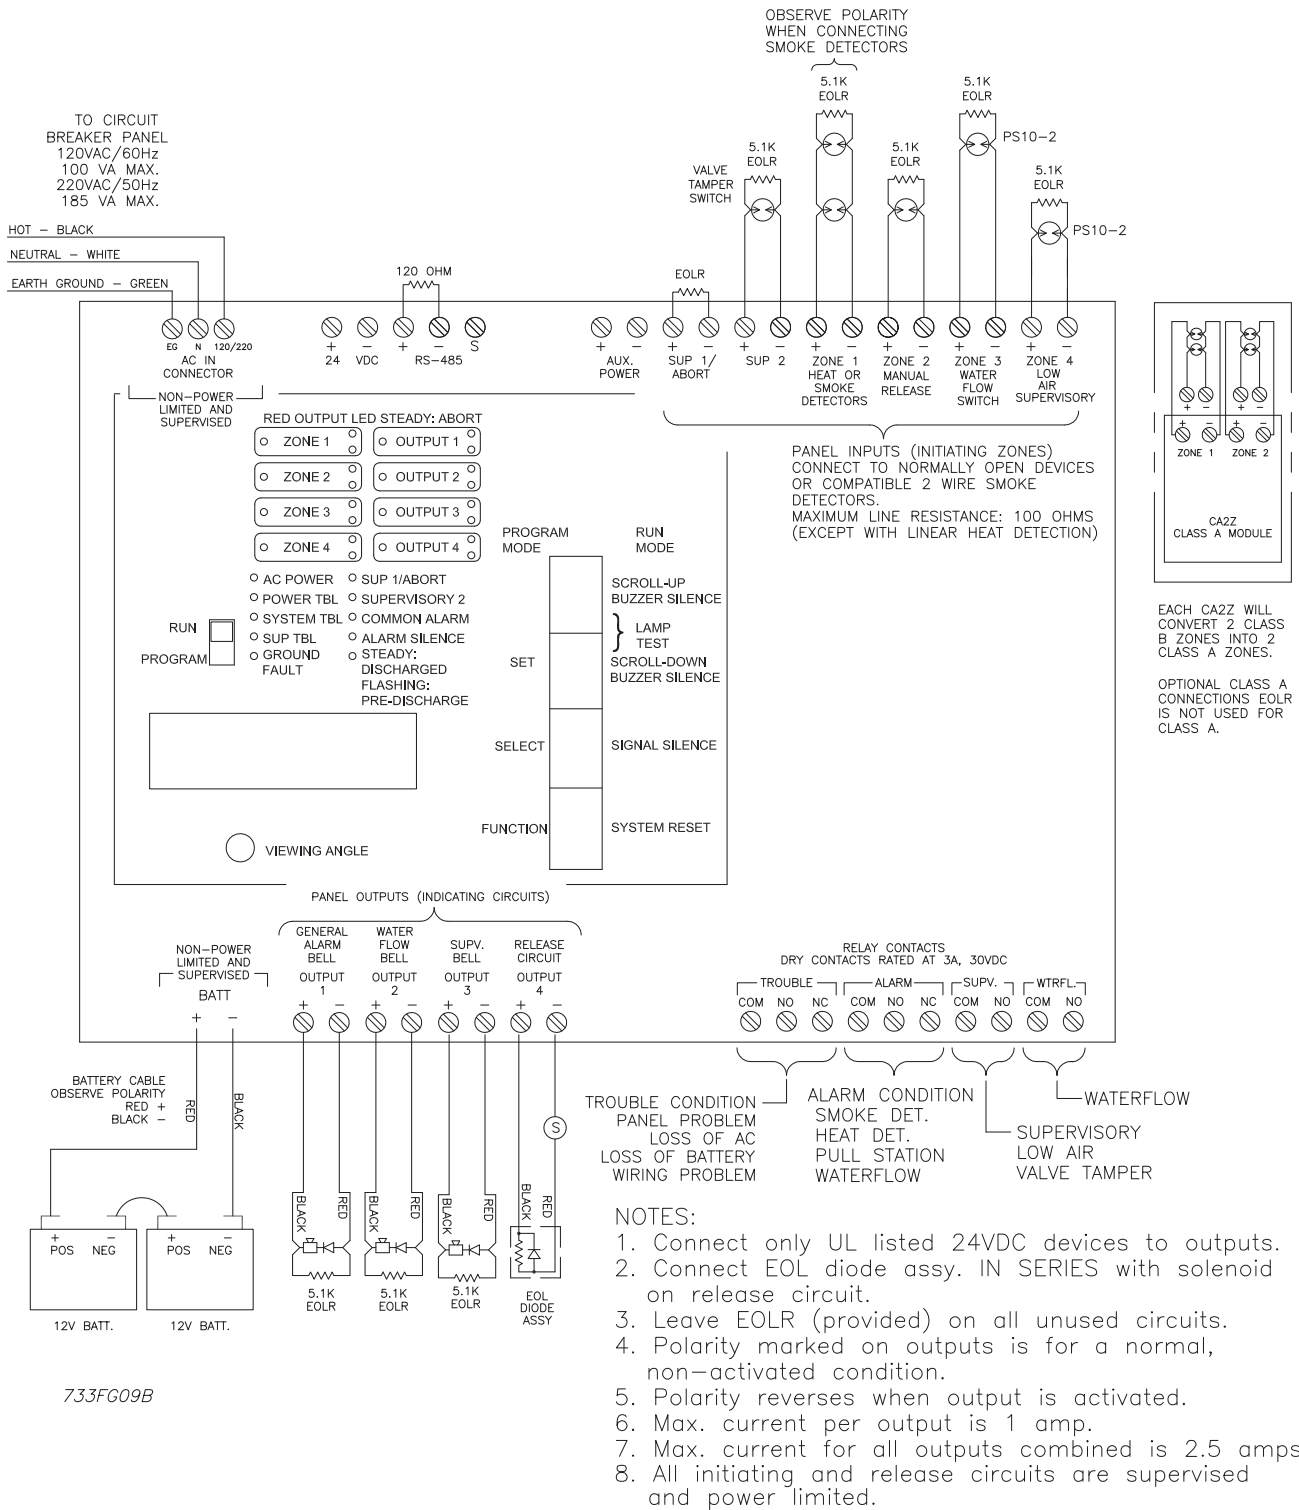 OBSERVE POLARITY
WHEN CONNECTING
SMOKE DETECTORS
5.1K
EOLR
5.1K
EOLR
PS10-2
TO CIRCUIT
BREAKER PANEL
120VAC/60Hz
100 VA MAX.
220VAC/50Hz
185 VA MAX.
VALVE
TAMPER
SWITCH
5.1K
EOLR
5.1K
EOLR
5.1K
EOLR
PS10-2
HOT - BLACK
NEUTRAL - WHITE
EARTH GROUND - GREEN
120 OHM
EOLR
EG N 120/220
AC IN
CONNECTOR
NON-POWER
LIMITED AND
SUPERVISED
+ −
24 VDC
+ − S
RS-485
+ −
AUX.
POWER
+ −
SUP 1/
ABORT
+ −
SUP 2
+ −
ZONE 1
HEAT OR
SMOKE
DETECTORS
+ −
ZONE 2
MANUAL
RELEASE
+ −
ZONE 3
WATER
FLOW
SWITCH
+ −
ZONE 4
LOW
AIR
SUPERVISORY
PANEL INPUTS (INITIATING ZONES)
CONNECT TO NORMALLY OPEN DEVICES
OR COMPATIBLE 2 WIRE SMOKE
DETECTORS.
MAXIMUM LINE RESISTANCE: 100 OHMS
(EXCEPT WITH LINEAR HEAT DETECTION)
+ − + −
+ − + −
ZONE 1 ZONE 2
CA2Z
CLASS A MODULE
EACH CA2Z WILL
CONVERT 2 CLASS
B ZONES INTO 2
CLASS A ZONES.
OPTIONAL CLASS A
CONNECTIONS EOLR
IS NOT USED FOR
CLASS A.
RED OUTPUT LED STEADY: ABORT
ZONE 1 OUTPUT 1
ZONE 2 OUTPUT 2
ZONE 3 OUTPUT 3
ZONE 4 OUTPUT 4
AC POWER SUP 1/ABORT
POWER TBL SUPERVISORY 2
SYSTEM TBL COMMON ALARM
SUP TBL ALARM SILENCE
GROUND
FAULT
STEADY:
DISCHARGED
FLASHING:
PRE-DISCHARGE
RUN
PROGRAM
PROGRAM
MODE
RUN
MODE
SCROLL-UP
BUZZER SILENCE
LAMP
TEST
SET
SCROLL-DOWN
BUZZER SILENCE
SELECT SIGNAL SILENCE
FUNCTION SYSTEM RESET
VIEWING ANGLE
PANEL OUTPUTS (INDICATING CIRCUITS)
NON-POWER
LIMITED AND
SUPERVISED
BATT
+ −
GENERAL
ALARM
BELL
OUTPUT
1
+ −
WATER
FLOW
BELL
OUTPUT
2
+ −
SUPV.
BELL
OUTPUT
3
+ −
RELEASE
CIRCUIT
OUTPUT
4
+ −
RELAY CONTACTS
DRY CONTACTS RATED AT 3A, 30VDC
TROUBLE ALARM SUPV. WTRFL.
COM NO NC COM NO NC COM NO COM NO
BATTERY CABLE
OBSERVE POLARITY
RED +
BLACK −
RED
BLACK
+ −
POS NEG
+ −
POS NEG
12V BATT. 12V BATT.
BLACK RED
BLACK RED
BLACK RED
BLACK RED
S
5.1K
EOLR
5.1K
EOLR
5.1K
EOLR
EOL
DIODE
ASSY
TROUBLE CONDITION
PANEL PROBLEM
LOSS OF AC
LOSS OF BATTERY
WIRING PROBLEM
ALARM CONDITION
SMOKE DET.
HEAT DET.
PULL STATION
WATERFLOW
SUPERVISORY
LOW AIR
VALVE TAMPER
WATERFLOW
NOTES:
1. Connect only UL listed 24VDC devices to outputs.
2. Connect EOL diode assy. IN SERIES with solenoid
on release circuit.
3. Leave EOLR (provided) on all unused circuits.
4. Polarity marked on outputs is for a normal,
non-activated condition.
5. Polarity reverses when output is activated.
6. Max. current per output is 1 amp.
7. Max. current for all outputs combined is 2.5 amps
8. All initiating and release circuits are supervised
and power limited.
733FG09B